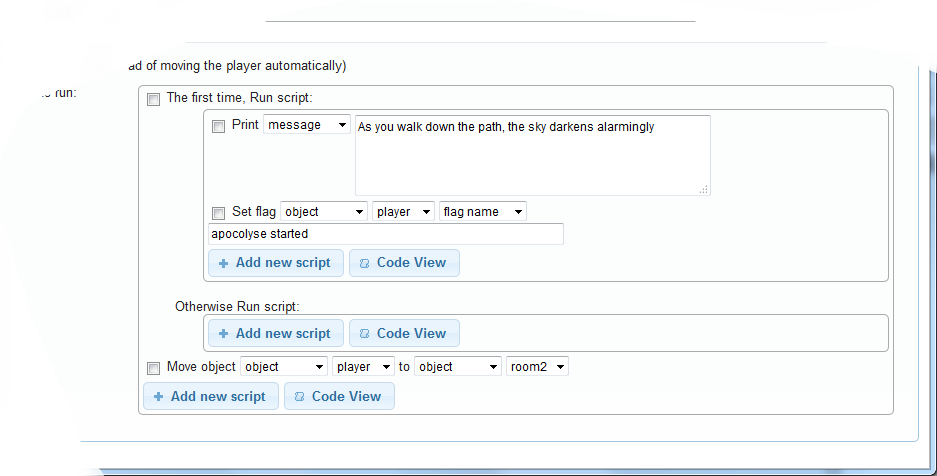 ad of moving the player automatically)
run:
The first time, Run script:
Print message As you walk down the path, the sky darkens alarmingly
Set flag object player flag name
apocolyse started
Add new script Code View
Otherwise Run script:
Add new script Code View
Move object object player to object room2
Add new script Code View